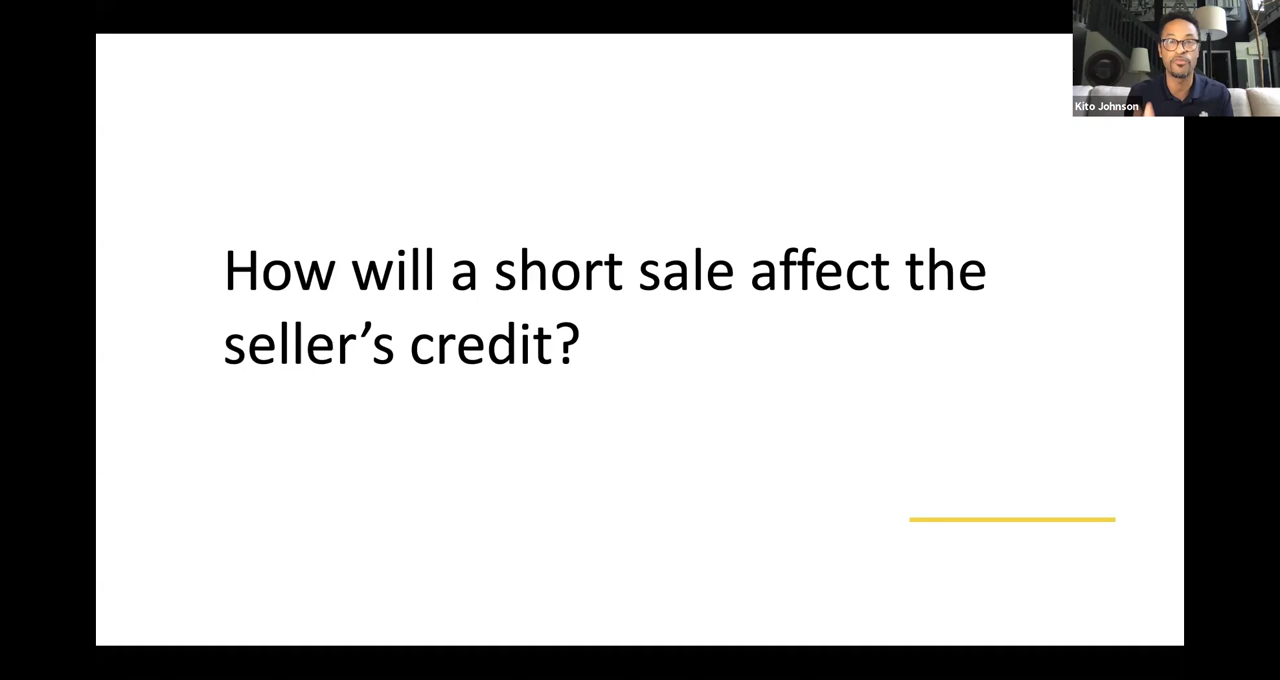 Kito Johnson
How will a short sale affect the
seller’s credit?